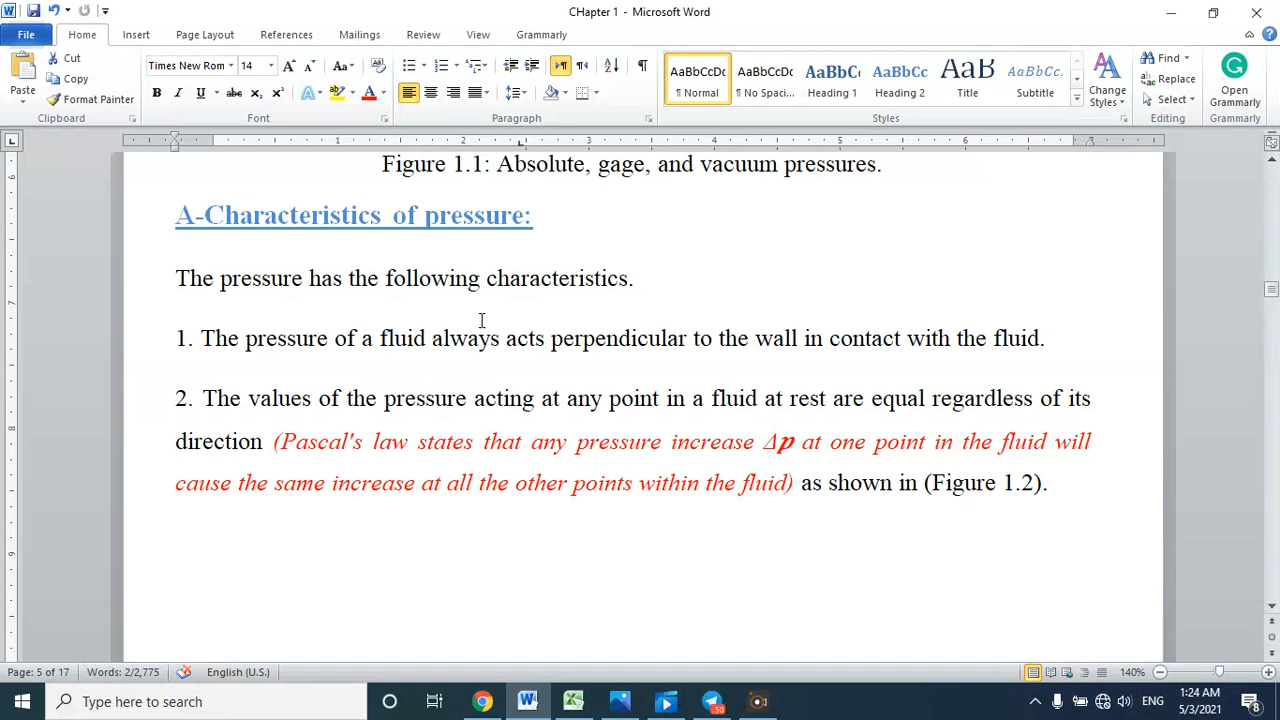 CHapter 1 - Microsoft Word
File Home Insert Page Layout References Mailings Review View Grammarly
Paste Cut Copy Format Painter
Clipboard
Times New Rom 14
Font
Paragraph
AaBbCcDc AaBbCcDc AaBbC AaBbCc AaB AaBbCc.
¶ Normal ¶ No Spaci... Heading 1 Heading 2 Title Subtitle
Change Styles
Styles
Find Replace Select
Editing
Open Grammarly
Grammarly
Figure 1.1: Absolute, gage, and vacuum pressures.
A-Characteristics of pressure:
The pressure has the following characteristics.
1. The pressure of a fluid always acts perpendicular to the wall in contact with the fluid.
2. The values of the pressure acting at any point in a fluid at rest are equal regardless of its
direction (Pascal's law states that any pressure increase Δp at one point in the fluid will
cause the same increase at all the other points within the fluid) as shown in (Figure 1.2).
Page: 5 of 17 Words: 2/2,775 English (U.S.) 140%
Type here to search
50
ENG
1:24 AM
5/3/2021
8